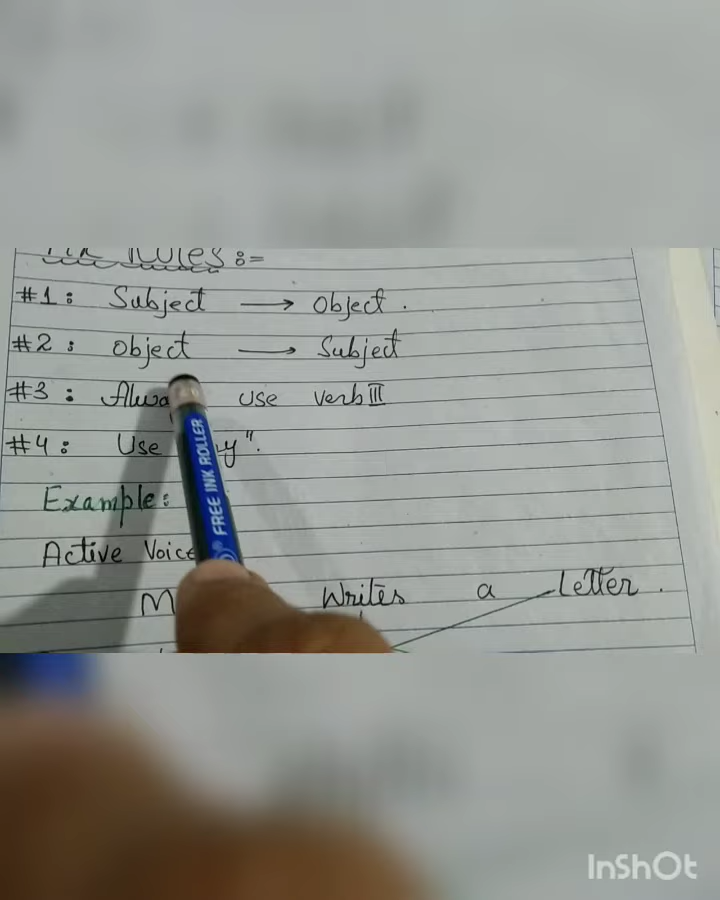 Rules :=
#1 : Subject → Object .
#2 : Object → Subject
#3 : use verb III
#4 : Use y".
Example :
Active Voice
Writes a Letter .
FREE INK ROLLER
InShOt